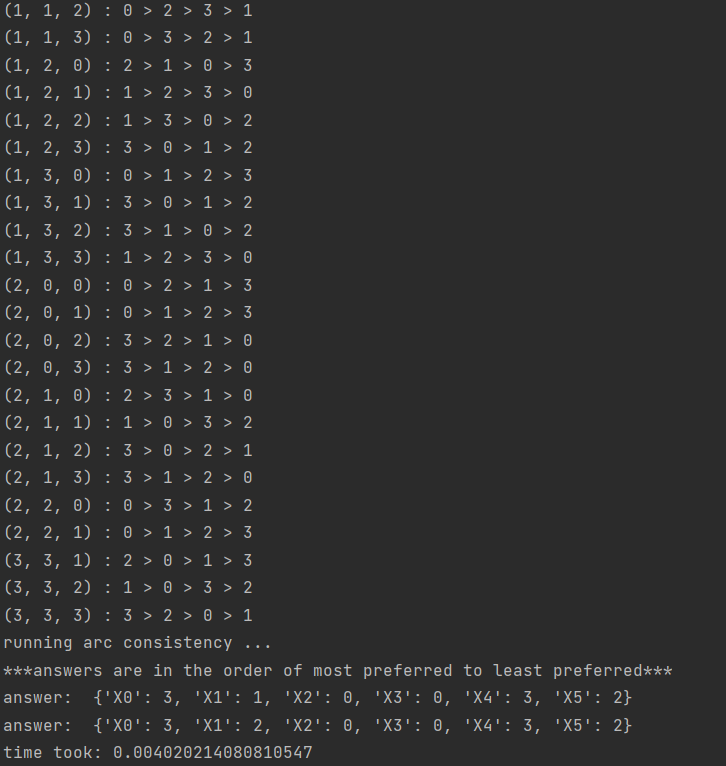 (1, 1, 2) : 0 > 2 > 3 > 1
(1, 1, 3) : 0 > 3 > 2 > 1
(1, 2, 0) : 2 > 1 > 0 > 3
(1, 2, 1) : 1 > 2 > 3 > 0
(1, 2, 2) : 1 > 3 > 0 > 2
(1, 2, 3) : 3 > 0 > 1 > 2
(1, 3, 0) : 0 > 1 > 2 > 3
(1, 3, 1) : 3 > 0 > 1 > 2
(1, 3, 2) : 3 > 1 > 0 > 2
(1, 3, 3) : 1 > 2 > 3 > 0
(2, 0, 0) : 0 > 2 > 1 > 3
(2, 0, 1) : 0 > 1 > 2 > 3
(2, 0, 2) : 3 > 2 > 1 > 0
(2, 0, 3) : 3 > 1 > 2 > 0
(2, 1, 0) : 2 > 3 > 1 > 0
(2, 1, 1) : 1 > 0 > 3 > 2
(2, 1, 2) : 3 > 0 > 2 > 1
(2, 1, 3) : 3 > 1 > 2 > 0
(2, 2, 0) : 0 > 3 > 1 > 2
(2, 2, 1) : 0 > 1 > 2 > 3
(3, 3, 1) : 2 > 0 > 1 > 3
(3, 3, 2) : 1 > 0 > 3 > 2
(3, 3, 3) : 3 > 2 > 0 > 1
running arc consistency ...
***answers are in the order of most preferred to least preferred***
answer:  {'X0': 3, 'X1': 1, 'X2': 0, 'X3': 0, 'X4': 3, 'X5': 2}
answer:  {'X0': 3, 'X1': 2, 'X2': 0, 'X3': 0, 'X4': 3, 'X5': 2}
time took: 0.004020214080810547